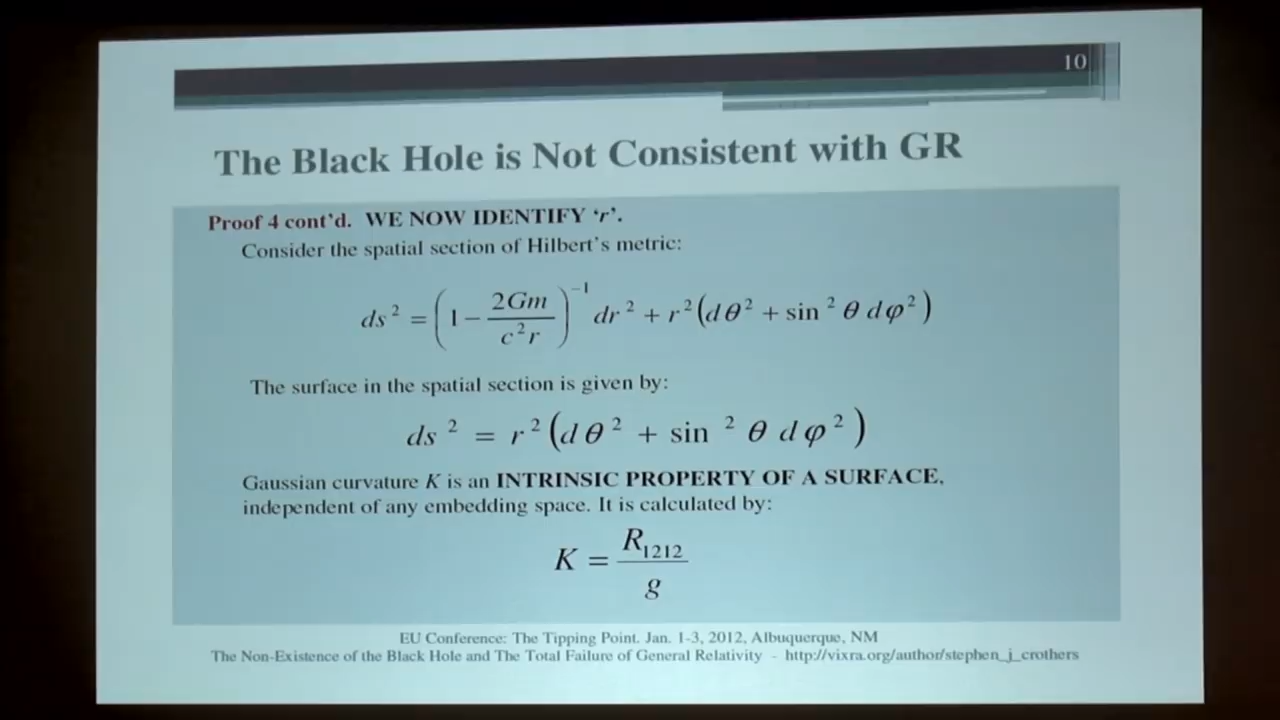 10
The Black Hole is Not Consistent with GR
Proof 4 cont'd. WE NOW IDENTIFY ‘r’.
Consider the spatial section of Hilbert's metric:
ds² = (1 − 2Gm/c²r)⁻¹ dr² + r²(dθ² + sin²θ dφ²)
The surface in the spatial section is given by:
ds² = r²(dθ² + sin²θ dφ²)
Gaussian curvature K is an INTRINSIC PROPERTY OF A SURFACE,
independent of any embedding space. It is calculated by:
K = R₁₂₁₂/g
EU Conference: The Tipping Point. Jan. 1-3, 2012, Albuquerque, NM
The Non-Existence of the Black Hole and The Total Failure of General Relativity - http://vixra.org/author/stephen_j_crothers